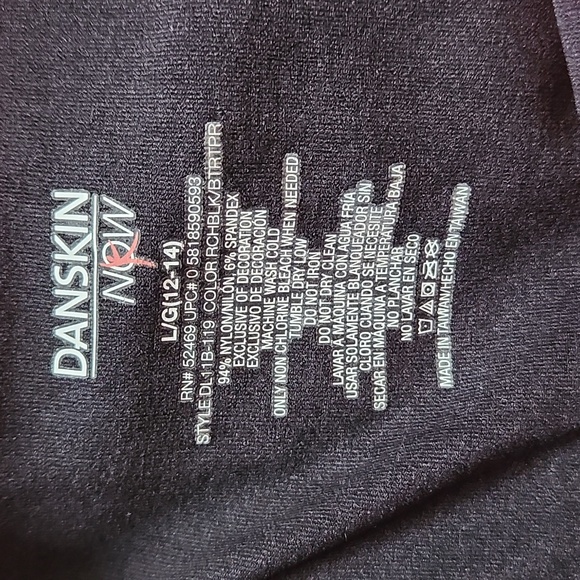 DANSKIN
NOW
L/G(12-14)
RN# 52469 UPC# 0 5818590593
STYLE:DL11B-119 COLOR:RCHBLK/BTRTPR
94% NYLON/NILÓN, 6% SPANDEX
EXCLUSIVE OF DECORATION
EXCLUSIVO DE DECORACIÓN
MACHINE WASH COLD
ONLY NON CHLORINE BLEACH WHEN NEEDED
TUMBLE DRY LOW
DO NOT IRON
DO NOT DRY CLEAN
LAVAR A MAQUINA CON AGUA FRIA
USAR SOLAMENTE BLANQUEADOR SIN
CLORO CUANDO SE NECESITE
SECAR EN MAQUINA A TEMPERATURA BAJA
NO PLANCHAR
NO LAVAR EN SECO
MADE IN TAIWAN/HECHO EN TAIWAN